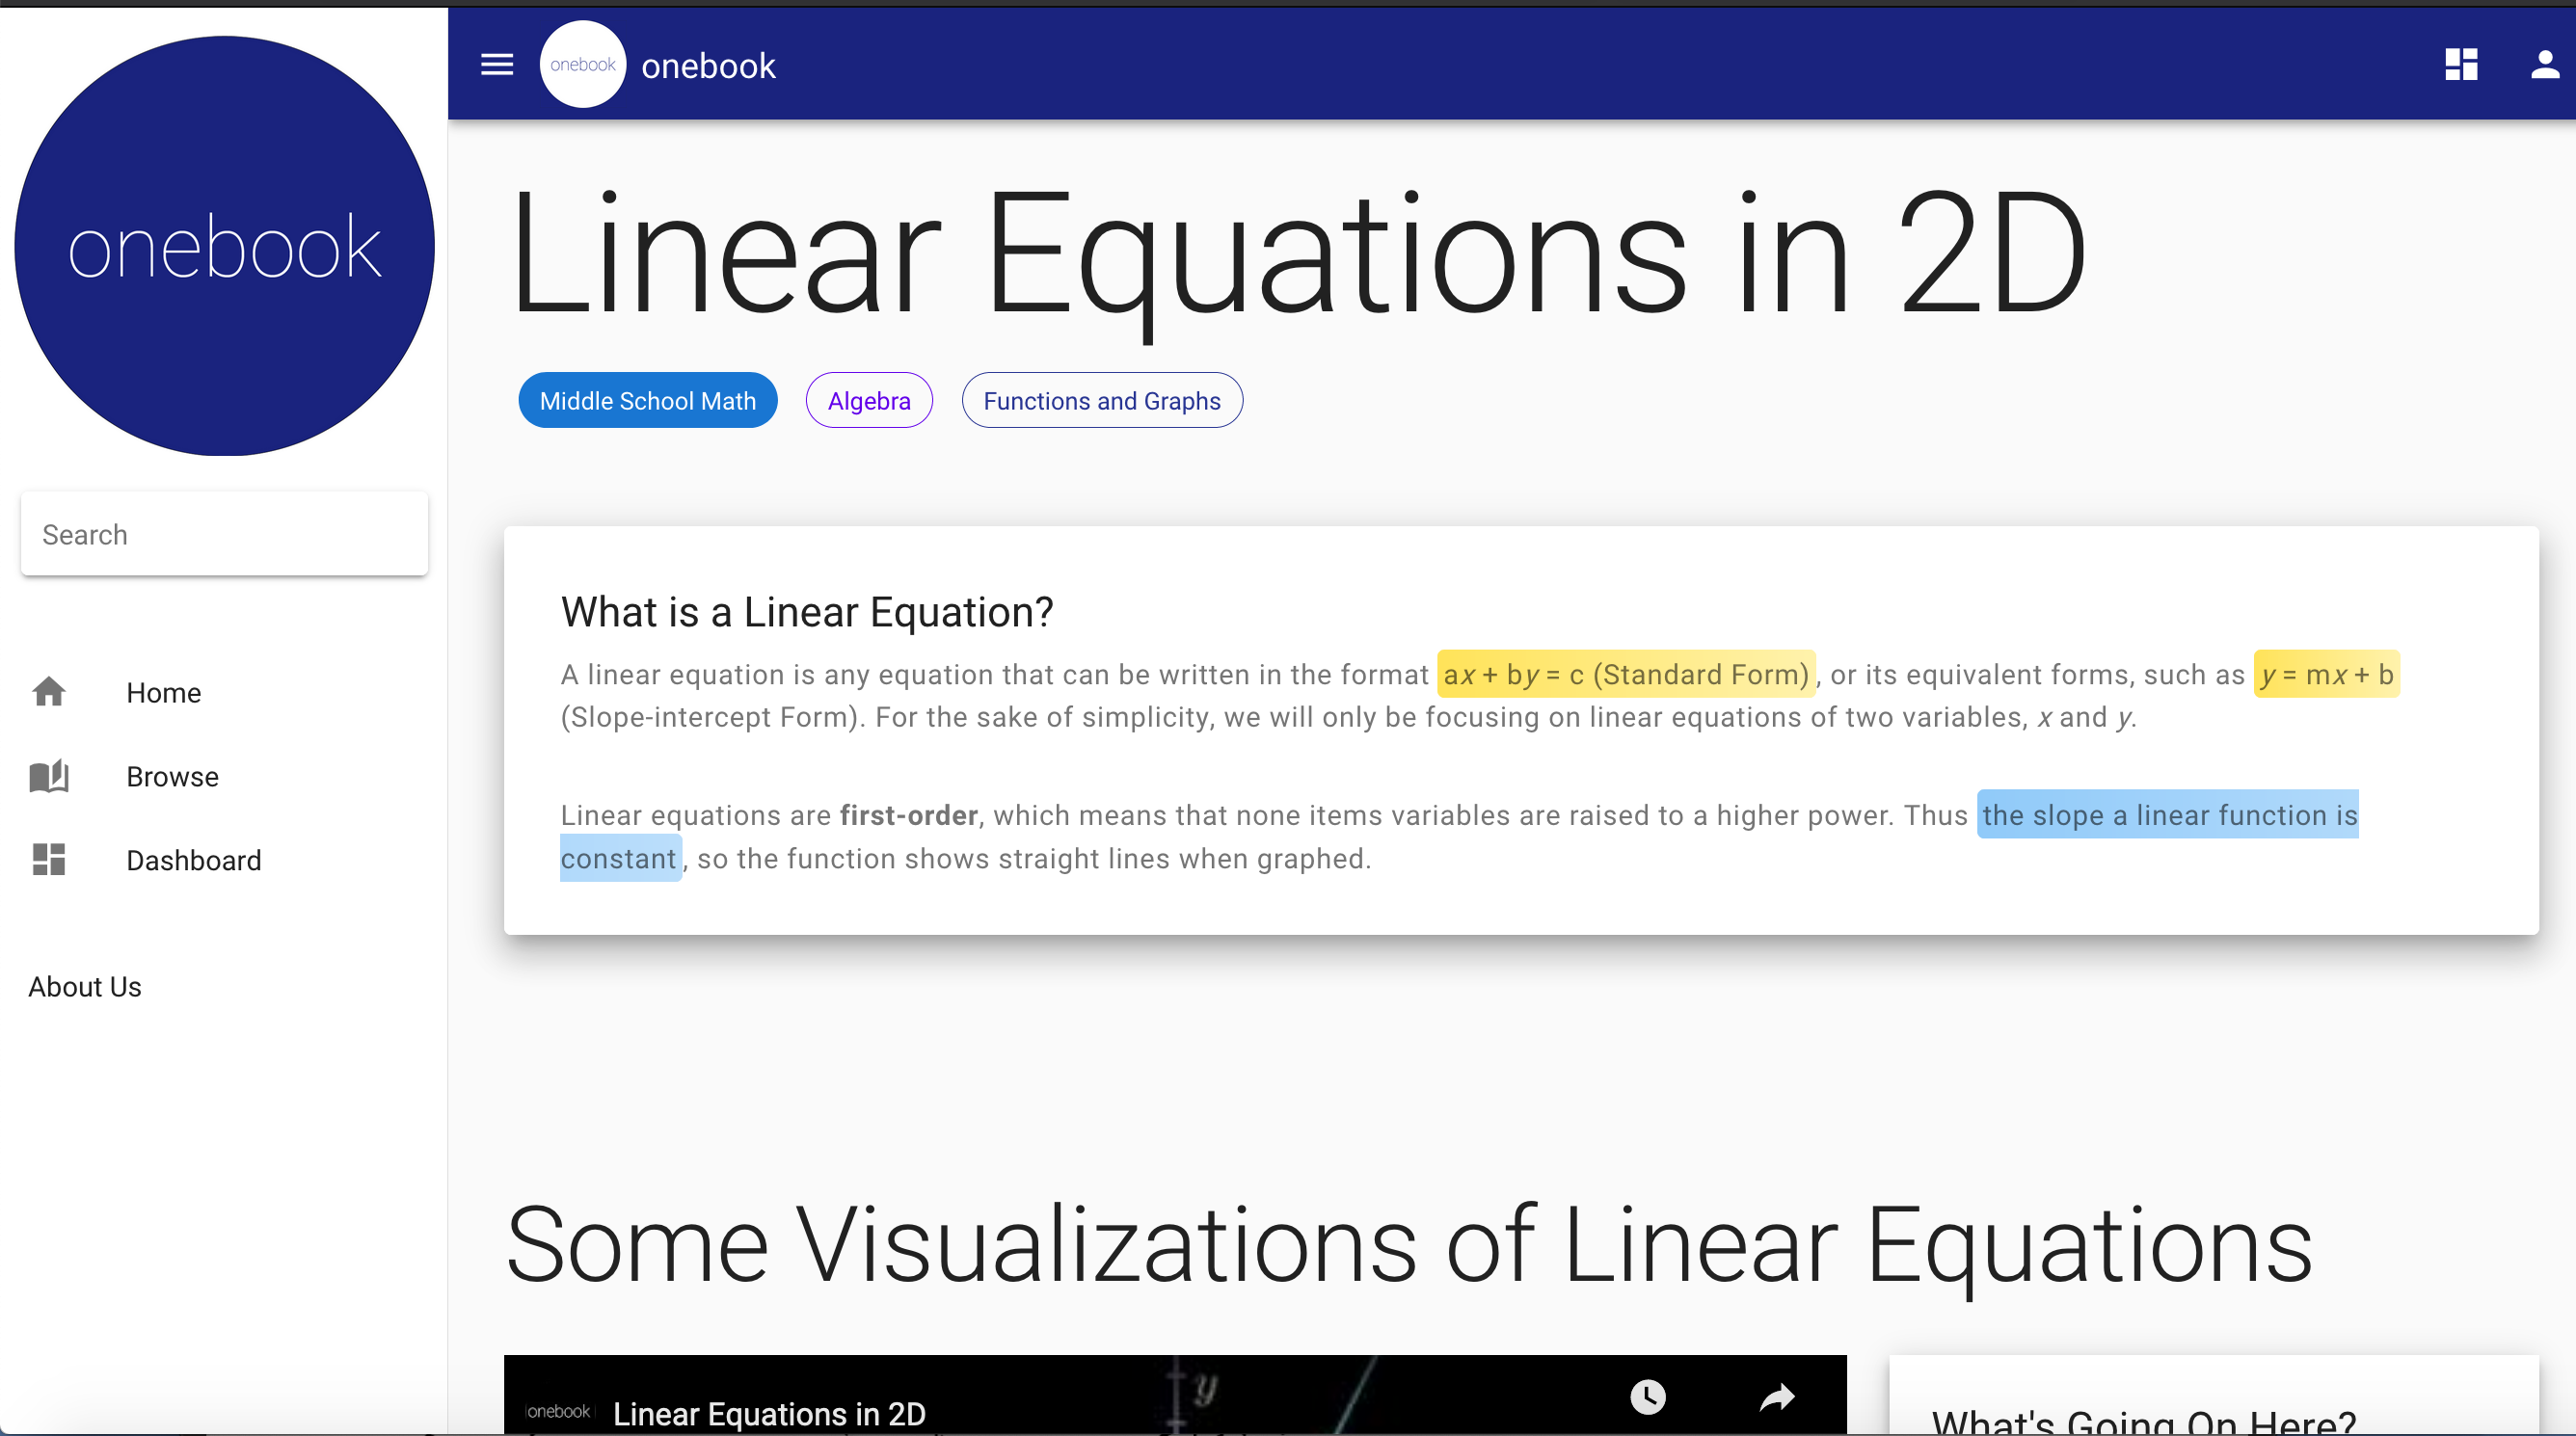 onebook
Search
Home
Browse
Dashboard
About Us
onebook onebook
Linear Equations in 2D
Middle School Math Algebra Functions and Graphs
What is a Linear Equation?
A linear equation is any equation that can be written in the format ax + by = c (Standard Form), or its equivalent forms, such as y = mx + b
(Slope-intercept Form). For the sake of simplicity, we will only be focusing on linear equations of two variables, x and y.
Linear equations are first-order, which means that none items variables are raised to a higher power. Thus the slope a linear function is
constant, so the function shows straight lines when graphed.
Some Visualizations of Linear Equations
onebook Linear Equations in 2D
y
What's Going On Here?